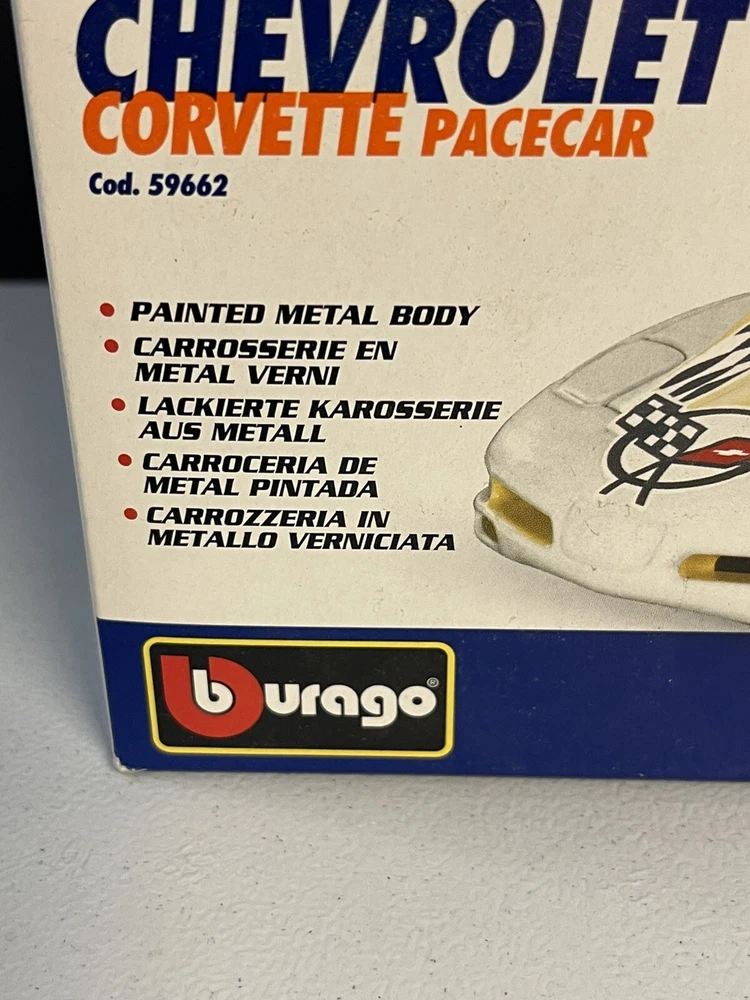 CHEVROLET
CORVETTE PACECAR
Cod. 59662
• PAINTED METAL BODY
• CARROSSERIE EN
METAL VERNI
• LACKIERTE KAROSSERIE
AUS METALL
• CARROCERIA DE
METAL PINTADA
• CARROZZERIA IN
METALLO VERNICIATA
burago®